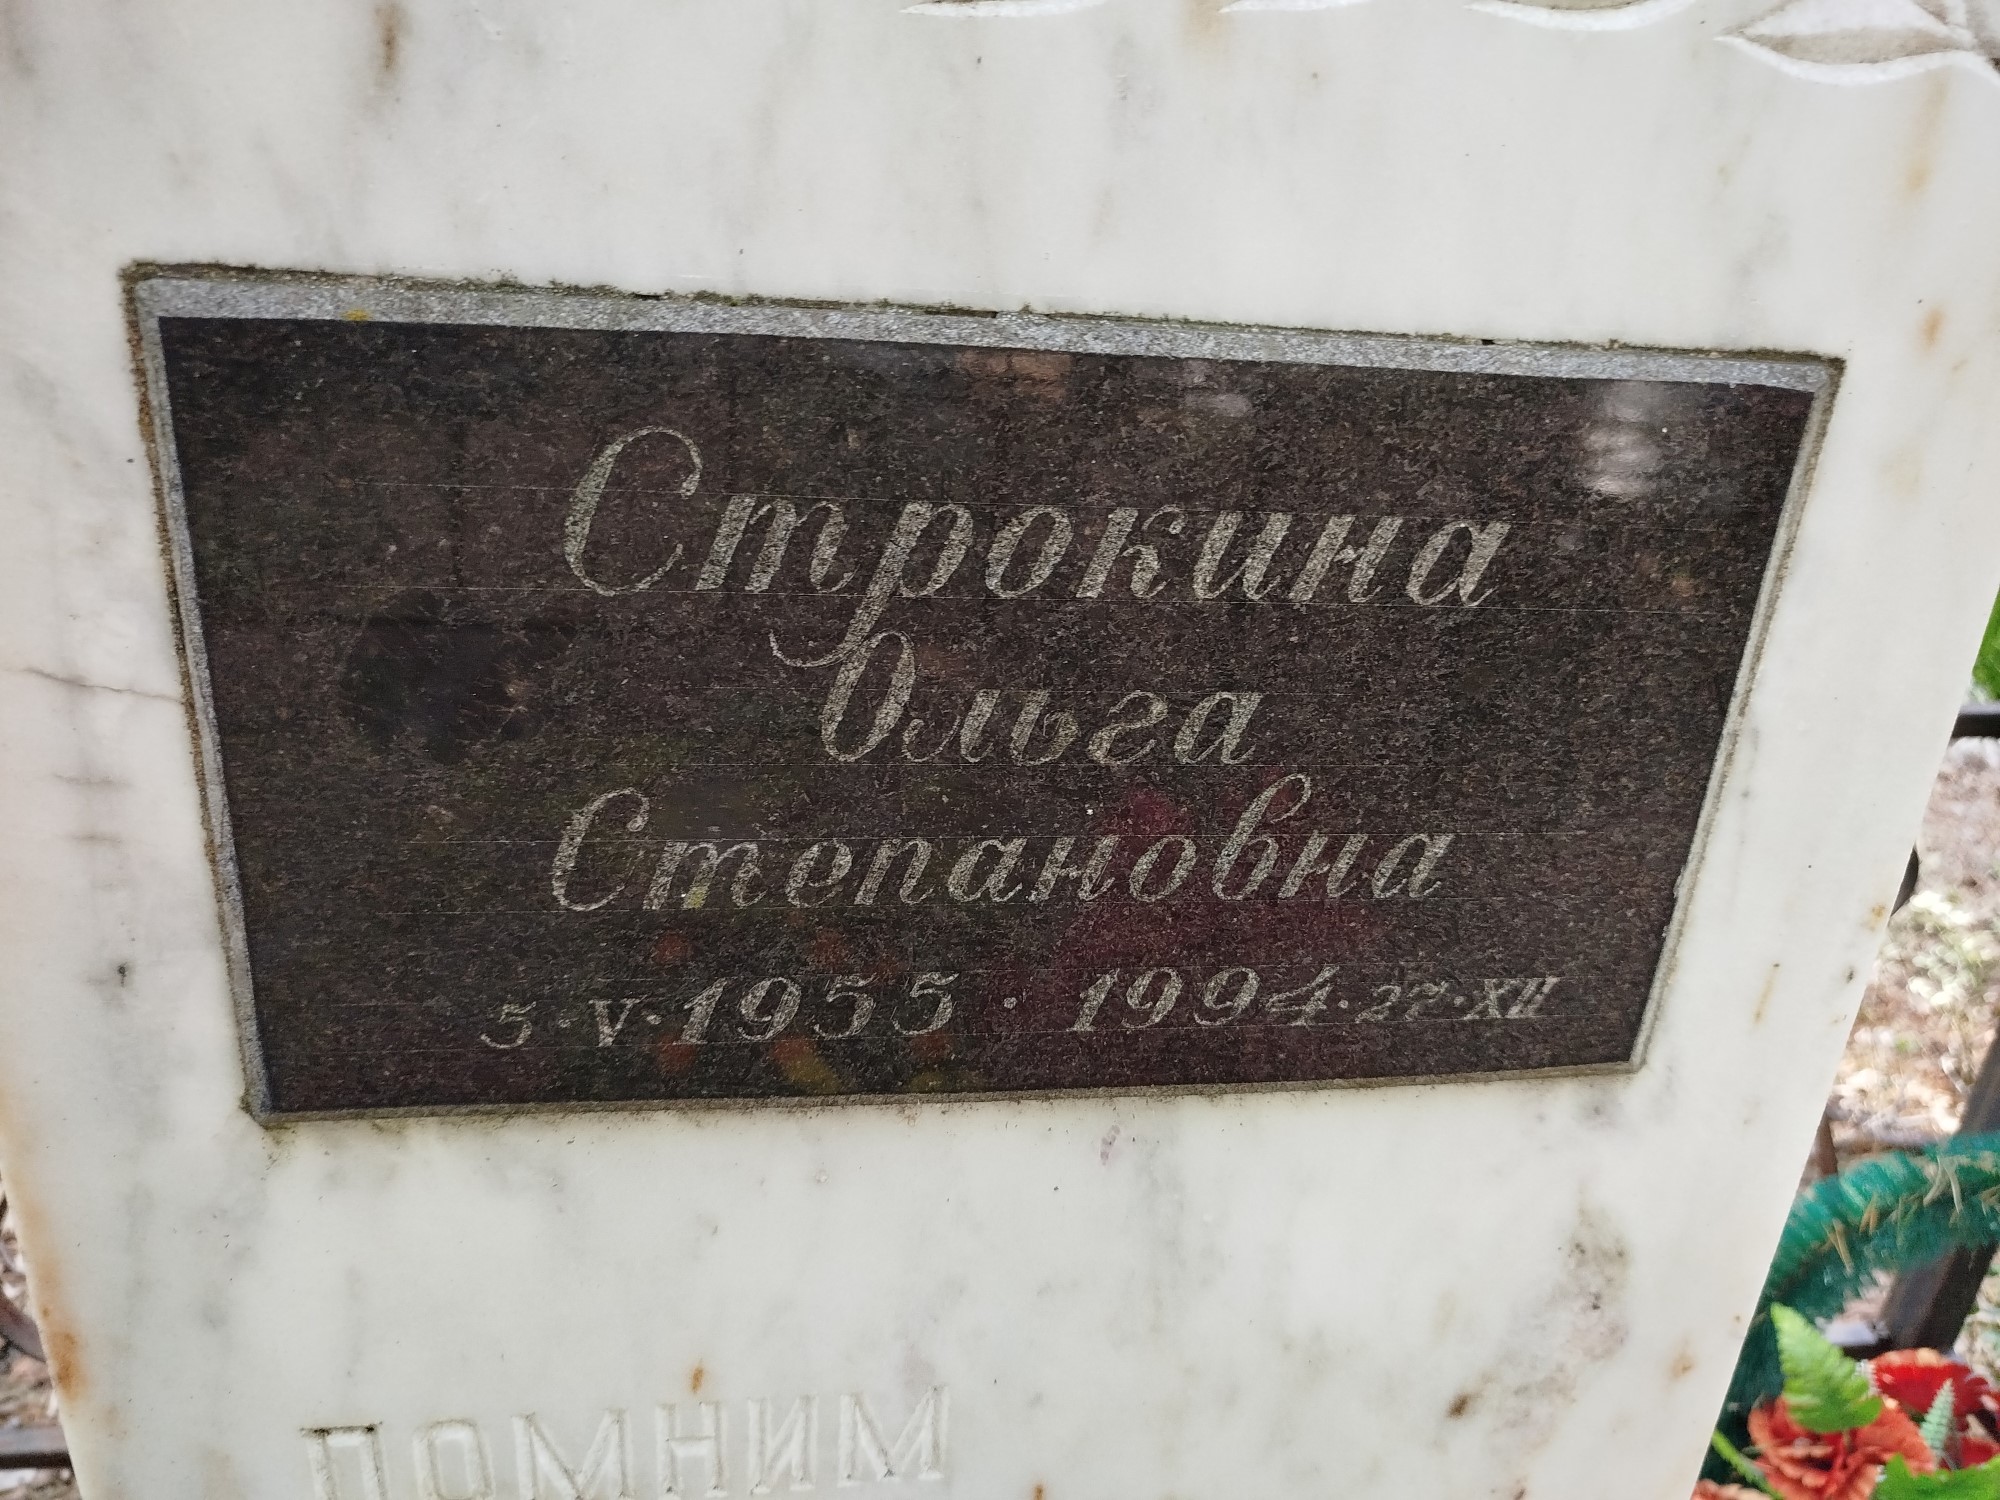 Строкина
Ольга
Степановна
5·V·1955 · 1994·27·XII
ПОМНИМ